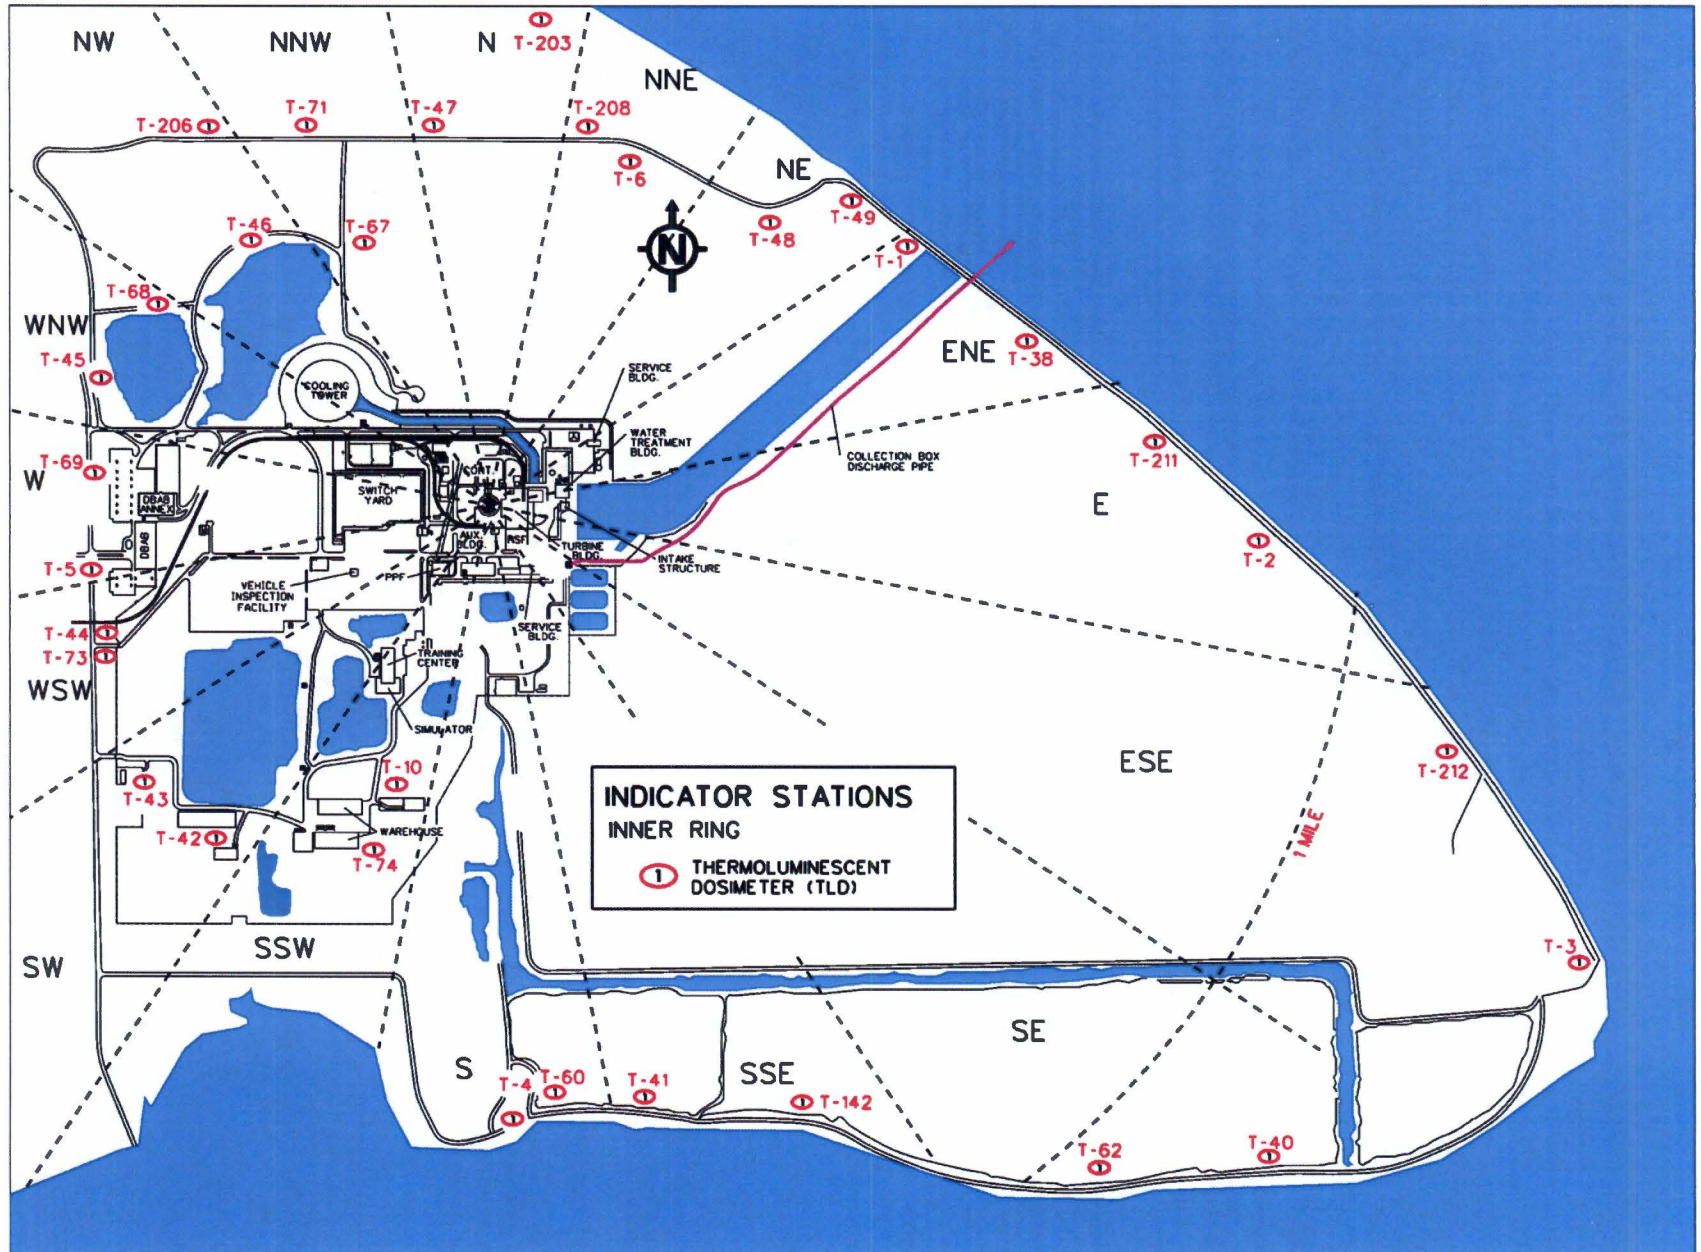 NW
NNW
N
T-203
NNE
T-206
T-71
T-47
T-208
T-6
NE
T-49
T-48
T-1
N
T-46
T-67
T-68
WNW
T-45
ENE
T-38
SERVICE
BLDG.
COOLING
TOWER
WATER
TREATMENT
BLDG.
COLLECTION BOX
DISCHARGE PIPE
T-211
T-69
W
CONT.
SWITCH
YARD
DBAB
ANNEX
DBAB
E
T-2
AUX.
BLDG.
RSF
TURBINE
BLDG.
INTAKE
STRUCTURE
T-5
PPF
VEHICLE
INSPECTION
FACILITY
SERVICE
BLDG.
T-44
T-73
WSW
TRAINING
CENTER
SIMULATOR
ESE
T-212
T-10
T-43
INDICATOR STATIONS
INNER RING
1 THERMOLUMINESCENT
DOSIMETER (TLD)
T-42
WAREHOUSE
T-74
1 MILE
SSW
SW
T-3
SE
S
T-4
T-60
T-41
SSE
T-142
T-62
T-40